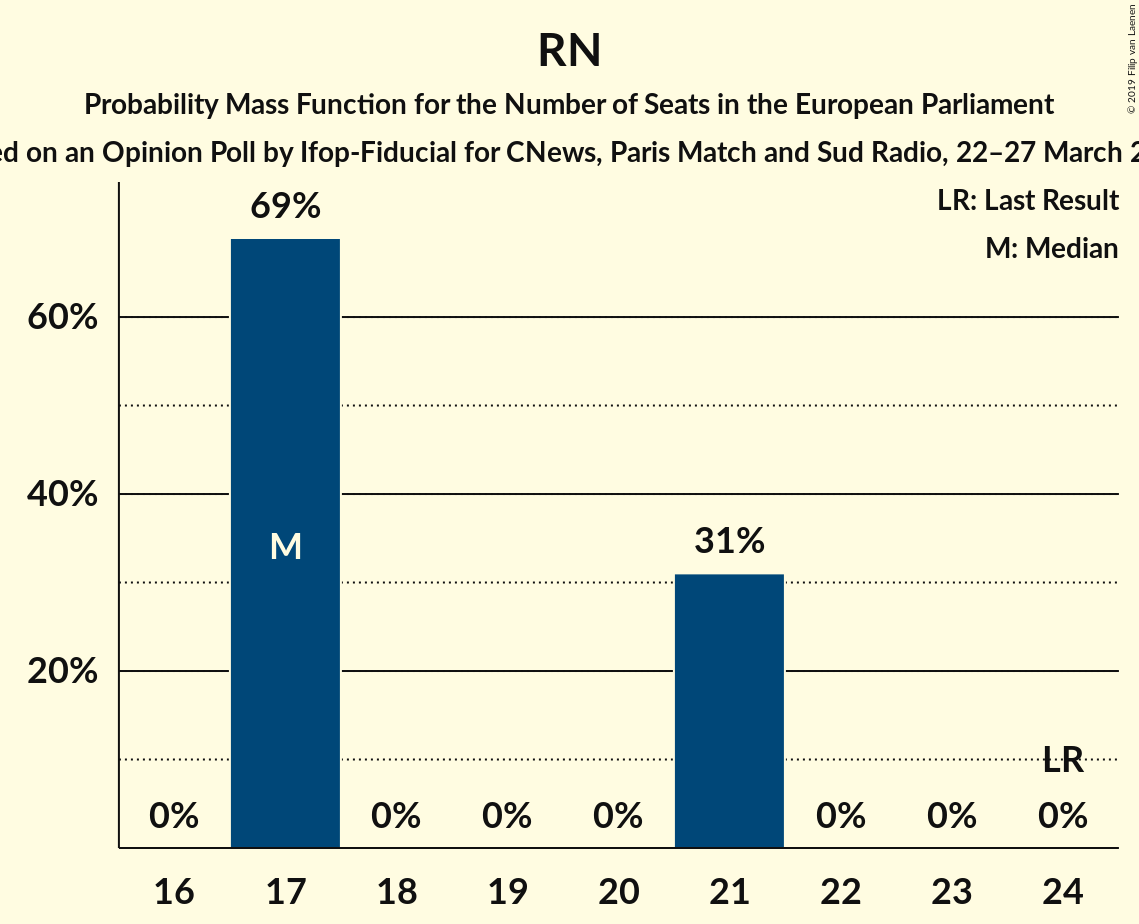 RN
Probability Mass Function for the Number of Seats in the European Parliament
on an Opinion Poll by Ifop-Fiducial for CNews, Paris Match and Sud Radio, 22–27 March
© 2019 Filip van Laenen
LR: Last Result
M: Median
69%
60%
40%
20%
M
31%
LR
0% 0% 0% 0% 0% 0% 0%
16 17 18 19 20 21 22 23 24